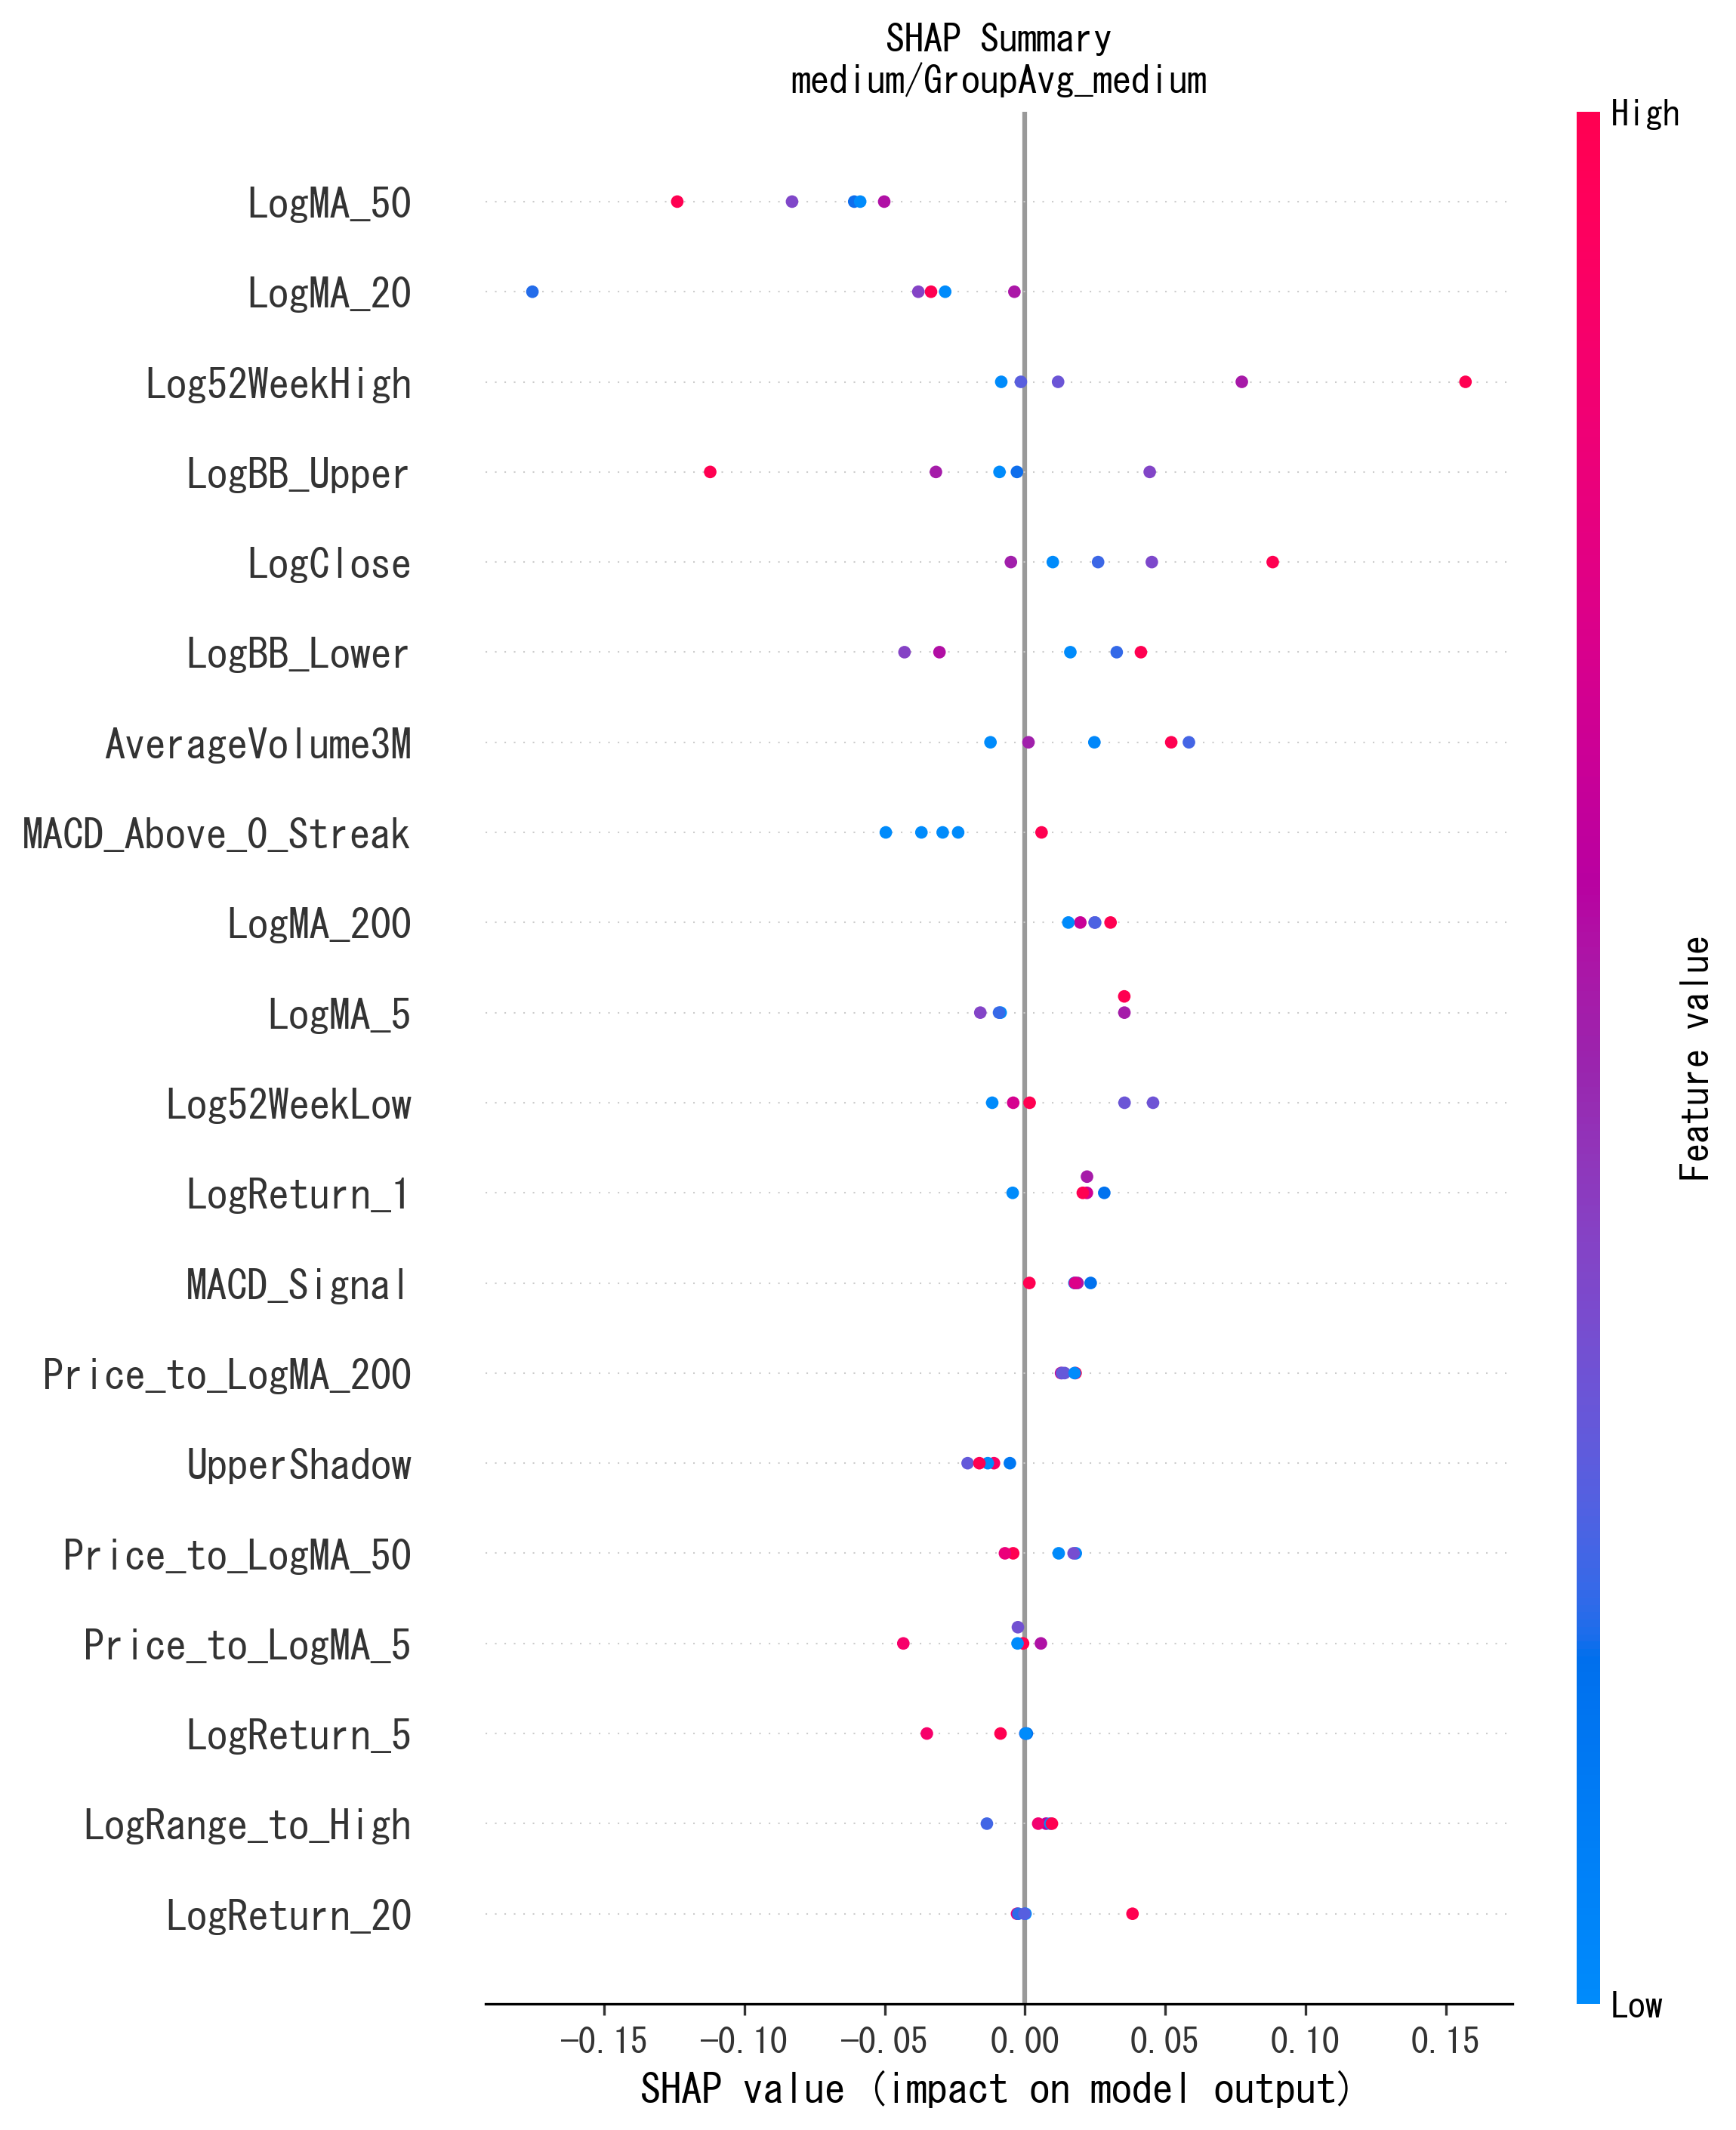 SHAP Summary
medium/GroupAvg_medium
High
LogMA_50
LogMA_20
Log52WeekHigh
LogBB_Upper
LogClose
LogBB_Lower
AverageVolume3M
MACD_Above_0_Streak
LogMA_200
LogMA_5
Log52WeekLow
LogReturn_1
MACD_Signal
Price_to_LogMA_200
UpperShadow
Price_to_LogMA_50
Price_to_LogMA_5
LogReturn_5
LogRange_to_High
LogReturn_20
Feature value
Low
−0.15 −0.10 −0.05 0.00 0.05 0.10 0.15
SHAP value (impact on model output)